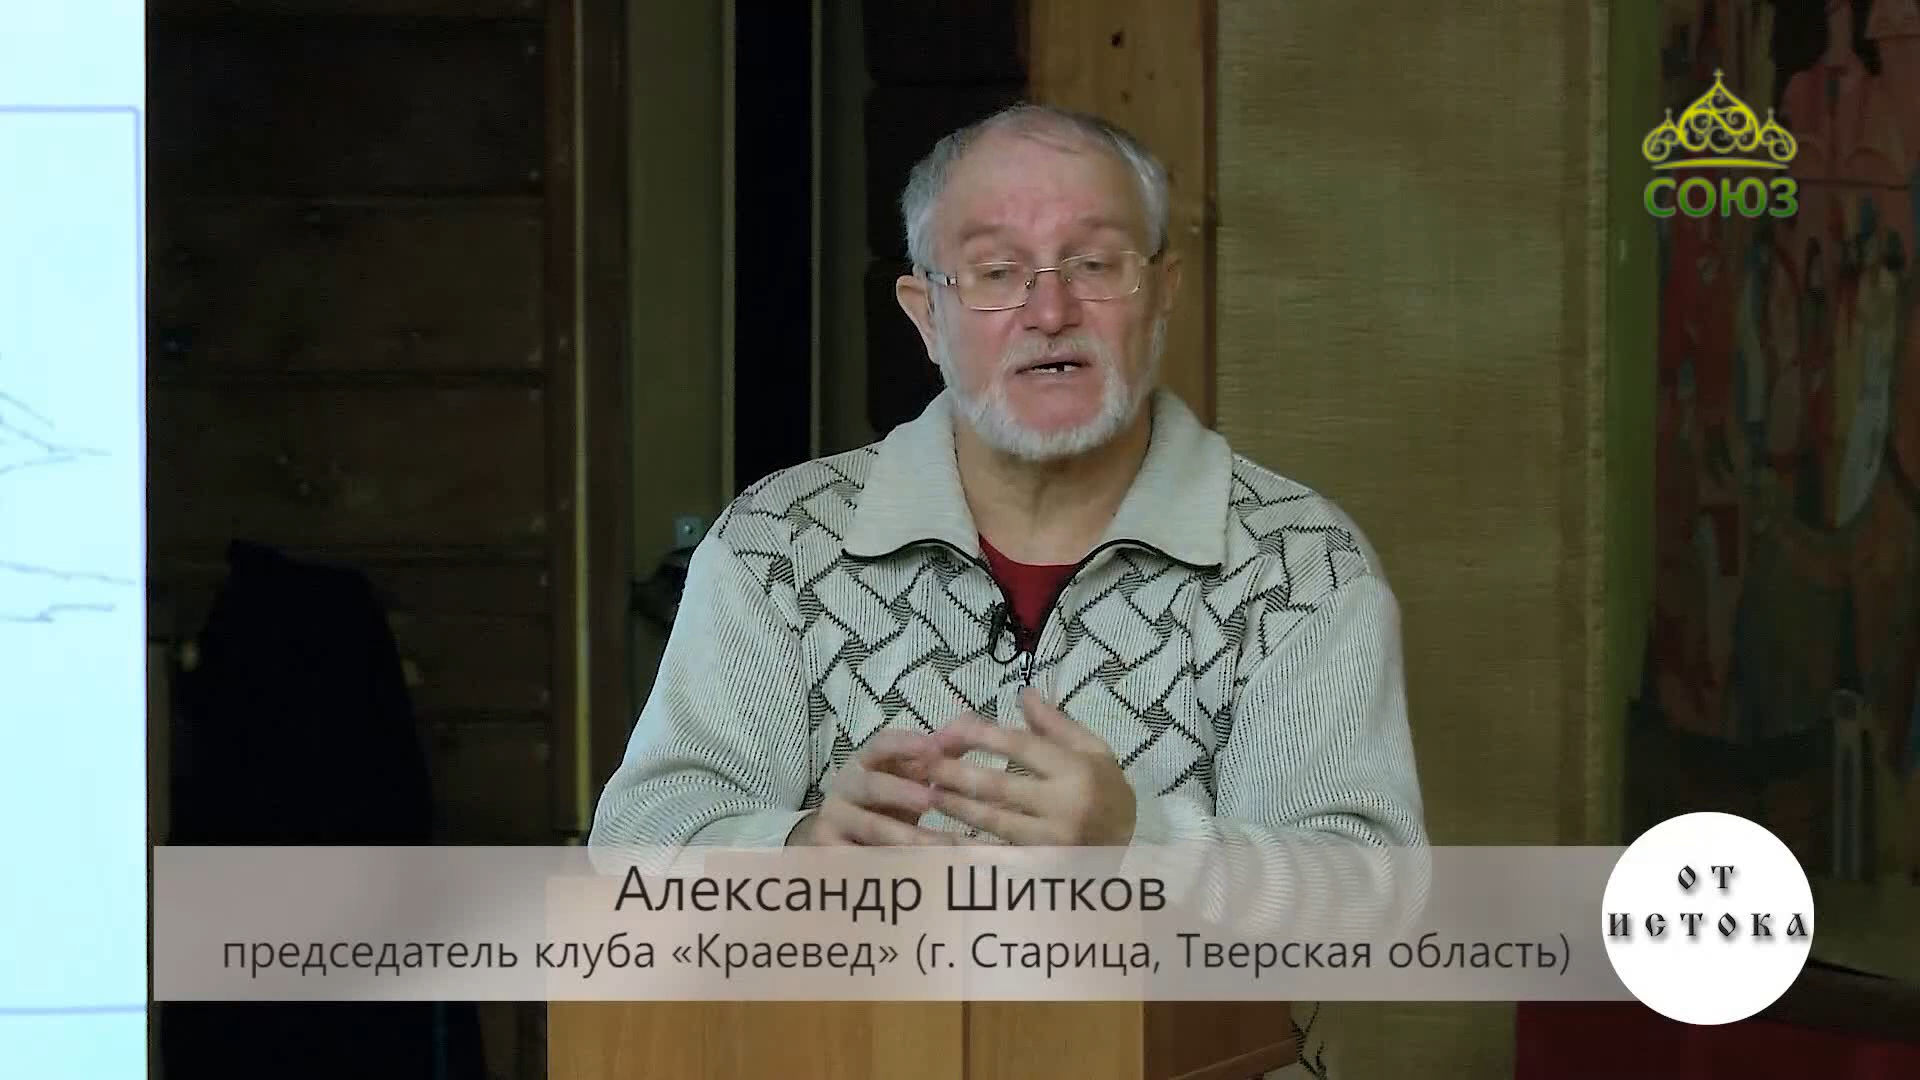 СОЮЗ
Александр Шитков
председатель клуба «Краевед» (г. Старица, Тверская область)
ОТ
ИСТОКА